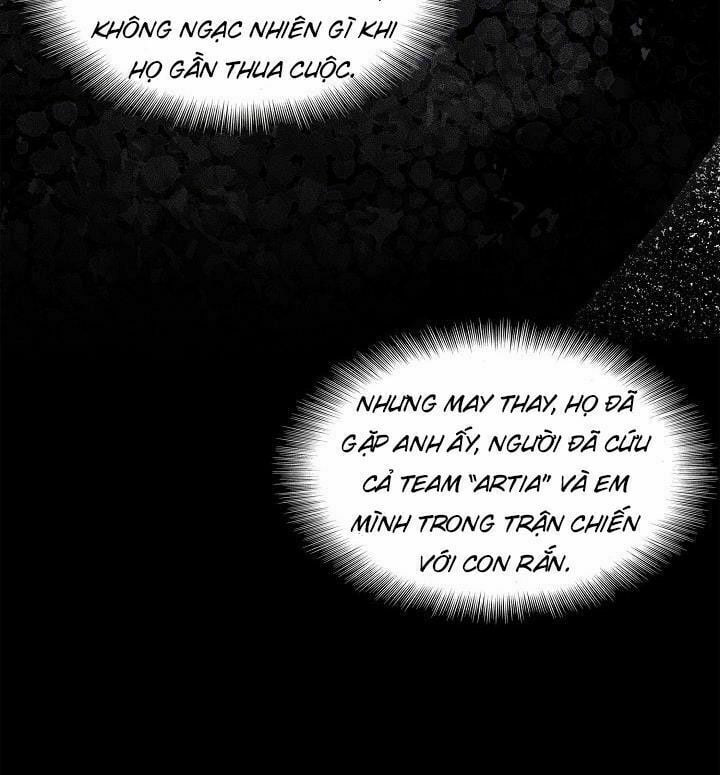 KHÔNG NGẠC NHIÊN GÌ KHI
HỌ GẦN THUA CUỘC.
NHƯNG MAY THAY, HỌ ĐÃ
GẶP ANH ẤY, NGƯỜI ĐÃ CỨU
CẢ TEAM "ARTIA" VÀ EM
MÌNH TRONG TRẬN CHIẾN
VỚI CON RẮN.